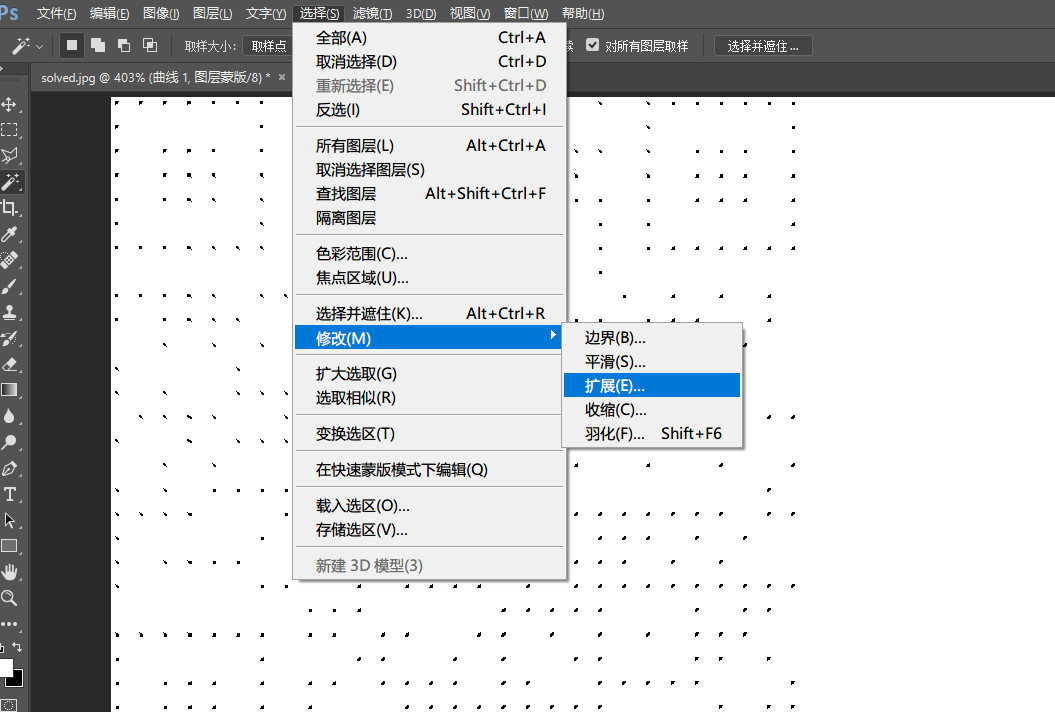 Ps 文件(F) 编辑(E) 图像(I) 图层(L) 文字(Y) 选择(S) 滤镜(T) 3D(D) 视图(V) 窗口(W) 帮助(H)
取样大小: 取样点 对所有图层取样 选择并遮住 ...
solved.jpg @ 403% (曲线 1, 图层蒙版/8) * ×
全部(A) Ctrl+A
取消选择(D) Ctrl+D
重新选择(E) Shift+Ctrl+D
反选(I) Shift+Ctrl+I
所有图层(L) Alt+Ctrl+A
取消选择图层(S)
查找图层 Alt+Shift+Ctrl+F
隔离图层
色彩范围(C)...
焦点区域(U)...
选择并遮住(K)... Alt+Ctrl+R
修改(M)
扩大选取(G)
选取相似(R)
变换选区(T)
在快速蒙版模式下编辑(Q)
载入选区(O)...
存储选区(V)...
新建 3D 模型(3)
边界(B)...
平滑(S)...
扩展(E)...
收缩(C)...
羽化(F)... Shift+F6